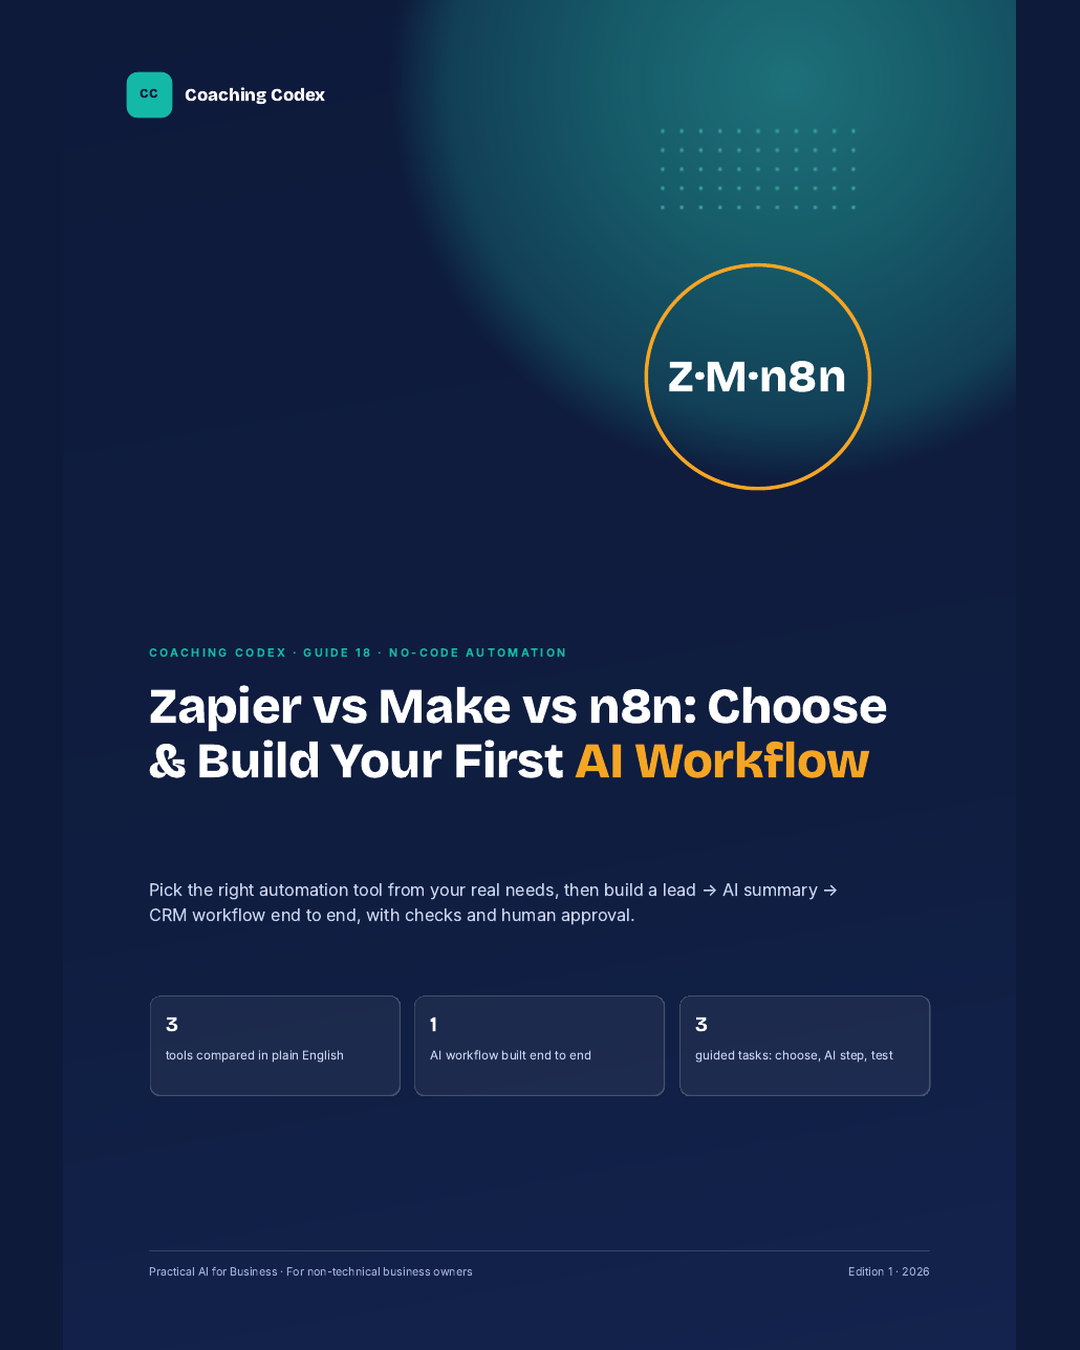 CC
Coaching Codex
Z·M·n8n
COACHING CODEX · GUIDE 18 · NO-CODE AUTOMATION
Zapier vs Make vs n8n: Choose
& Build Your First AI Workflow
Pick the right automation tool from your real needs, then build a lead → AI summary →
CRM workflow end to end, with checks and human approval.
3
tools compared in plain English
1
AI workflow built end to end
3
guided tasks: choose, AI step, test
Practical AI for Business · For non-technical business owners
Edition 1 · 2026